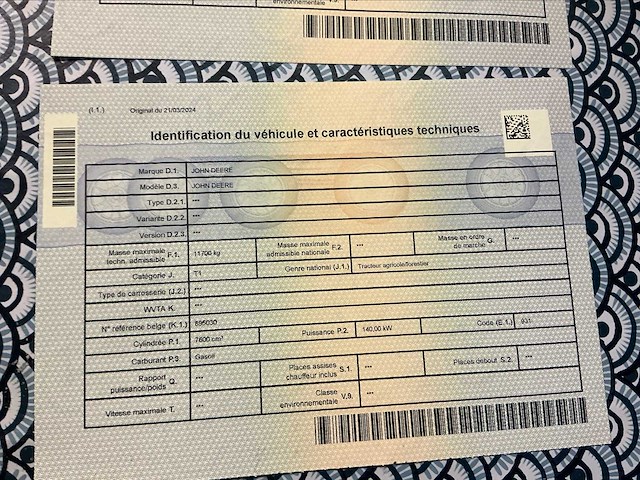 environnementale
(I.1.) Original du 21/03/2024
Identification du véhicule et caractéristiques techniques
Marque D.1. JOHN DEERE
Modèle D.3. JOHN DEERE
Type D.2.1. ***
Variante D.2.2. ***
Version D.2.3. ***
Masse maximale techn. admissible F.1. 11700 kg Masse maximale admissible nationale F.2. *** Masse en ordre de marche G. ***
Catégorie J. T1 Genre national (J.1.) Tracteur agricole/forestier
Type de carrosserie (J.2.) ***
WVTA K. ***
N° référence belge (K.1.) 895030
Cylindrée P.1. 7600 cm³ Puissance P.2. 140,00 kW Code (E.1.) 931
Carburant P.3. Gasoil
Rapport puissance/poids Q. *** Places assises chauffeur inclus S.1. *** Places debout S.2. ***
Vitesse maximale T. *** Classe environnementale V.9. ***